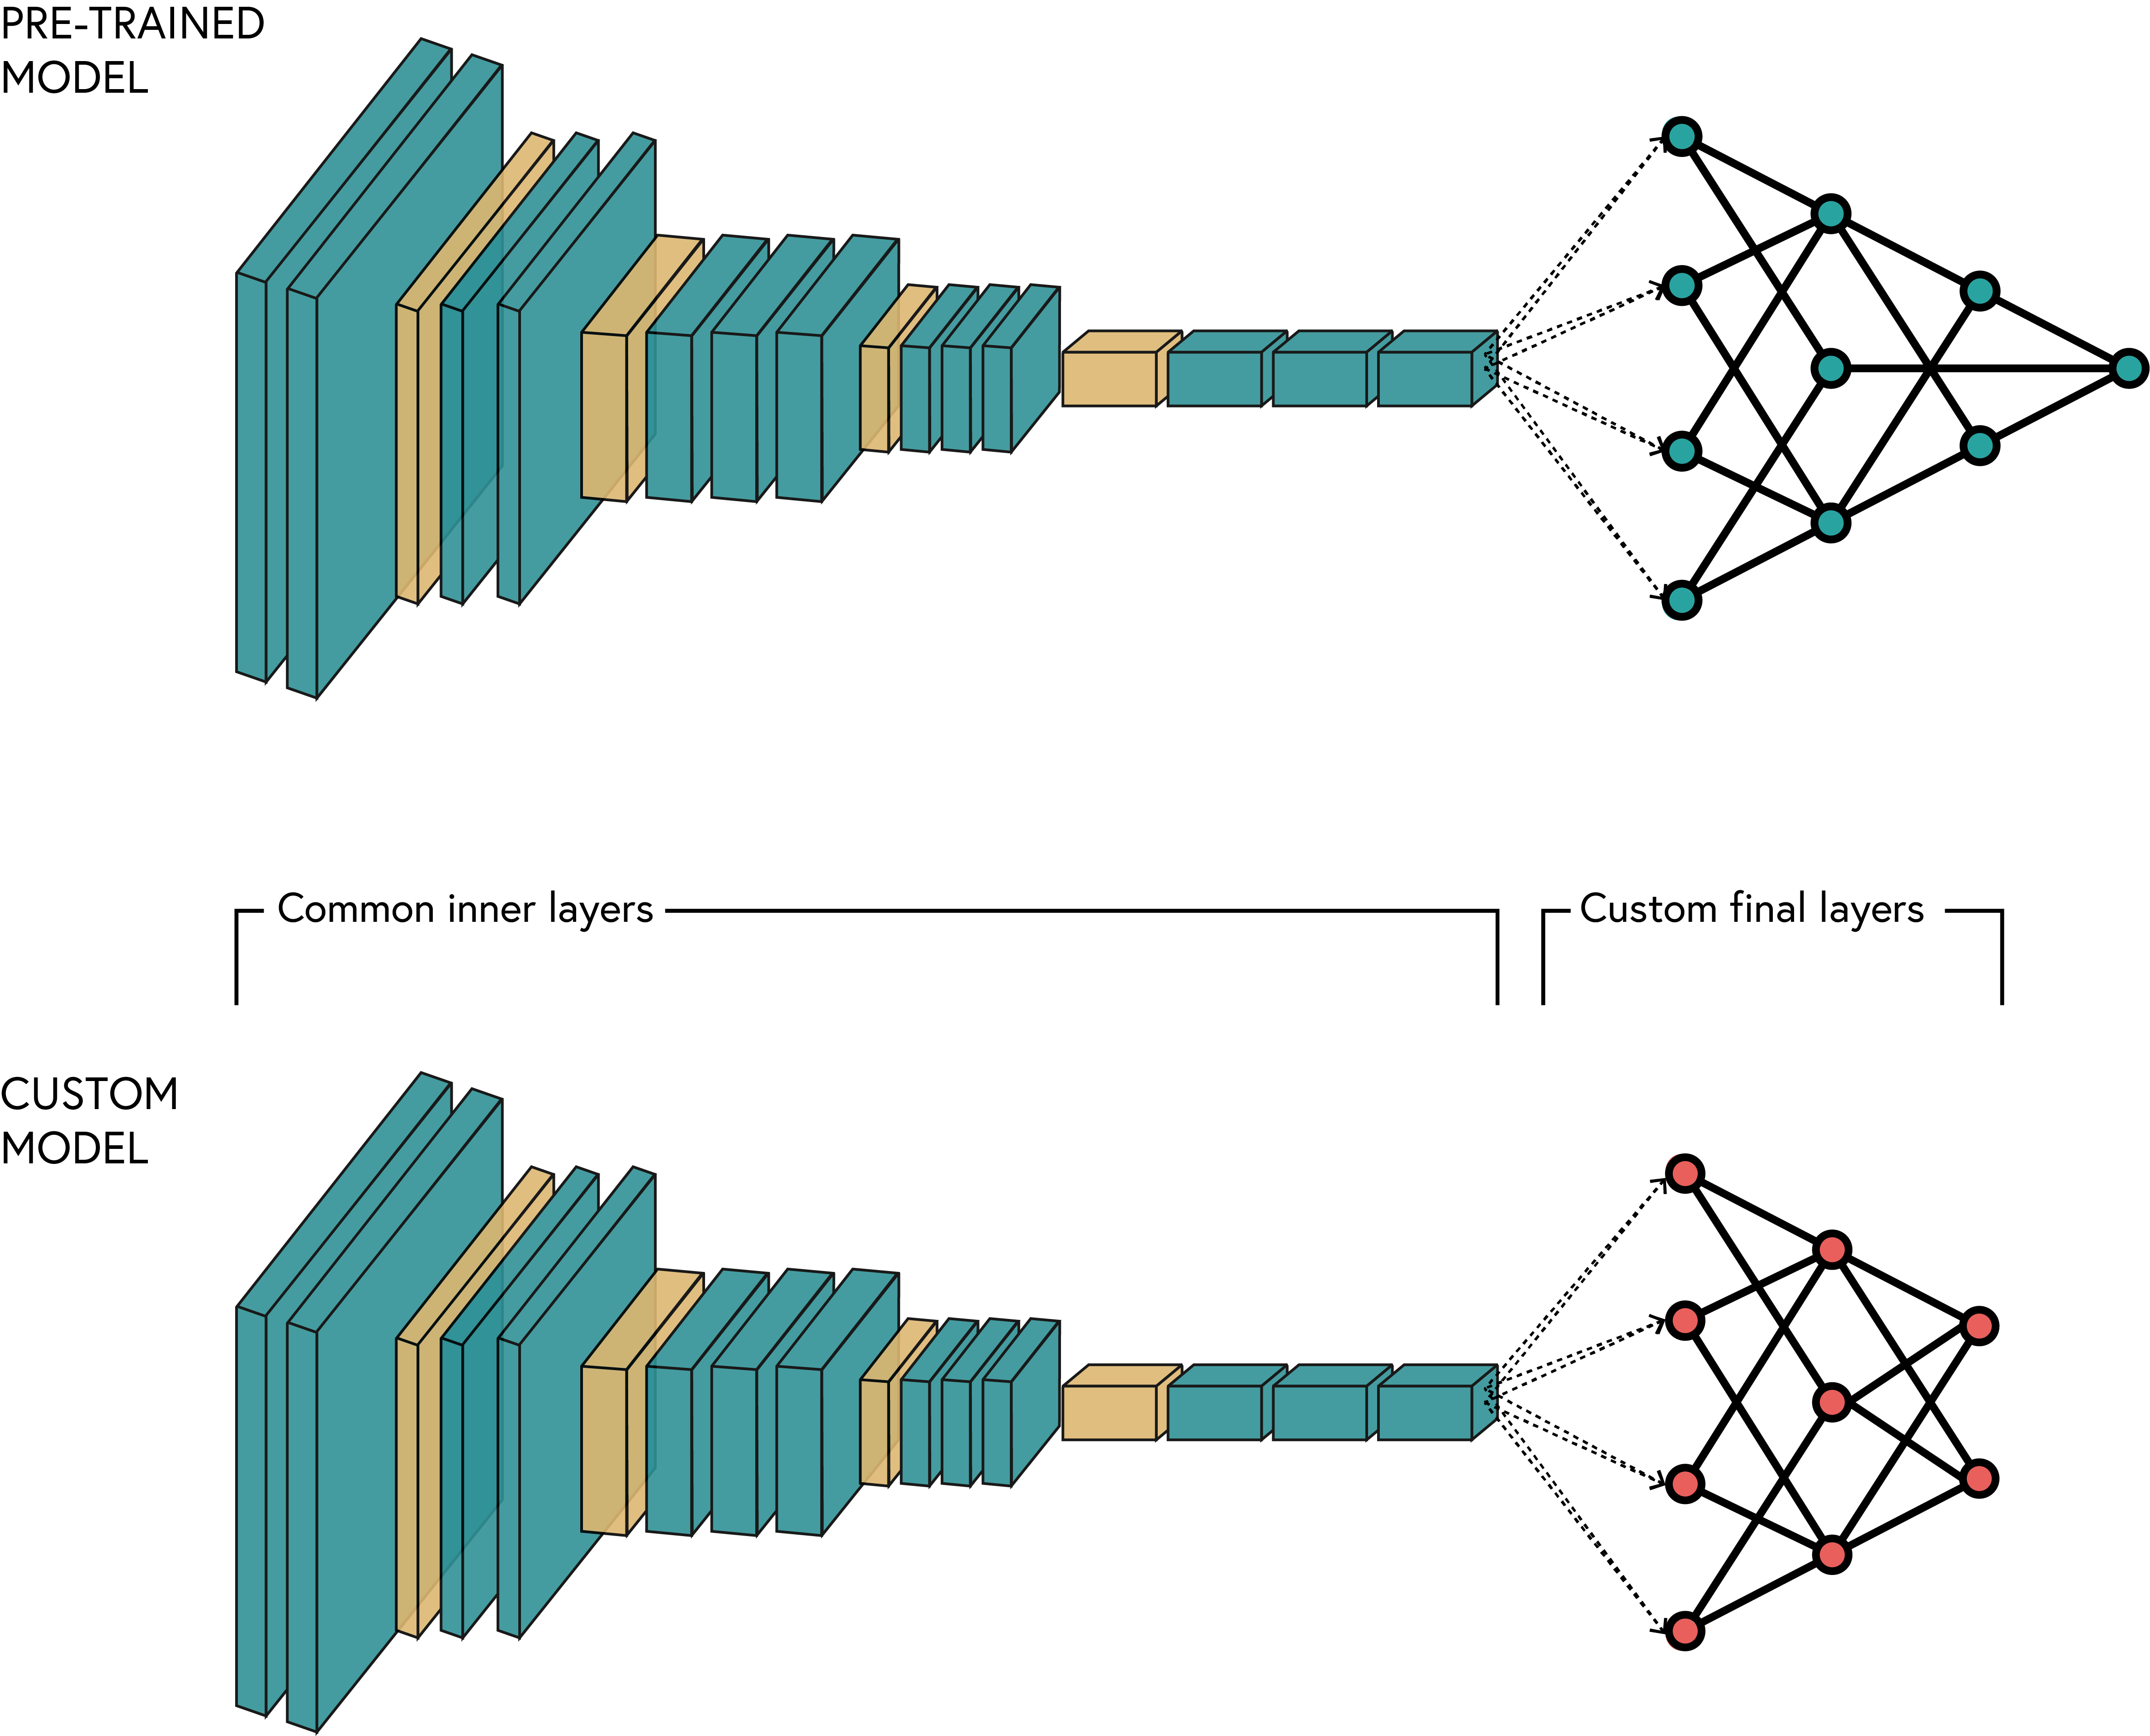 PRE-TRAINED
MODEL
Common inner layers
Custom final layers
CUSTOM
MODEL